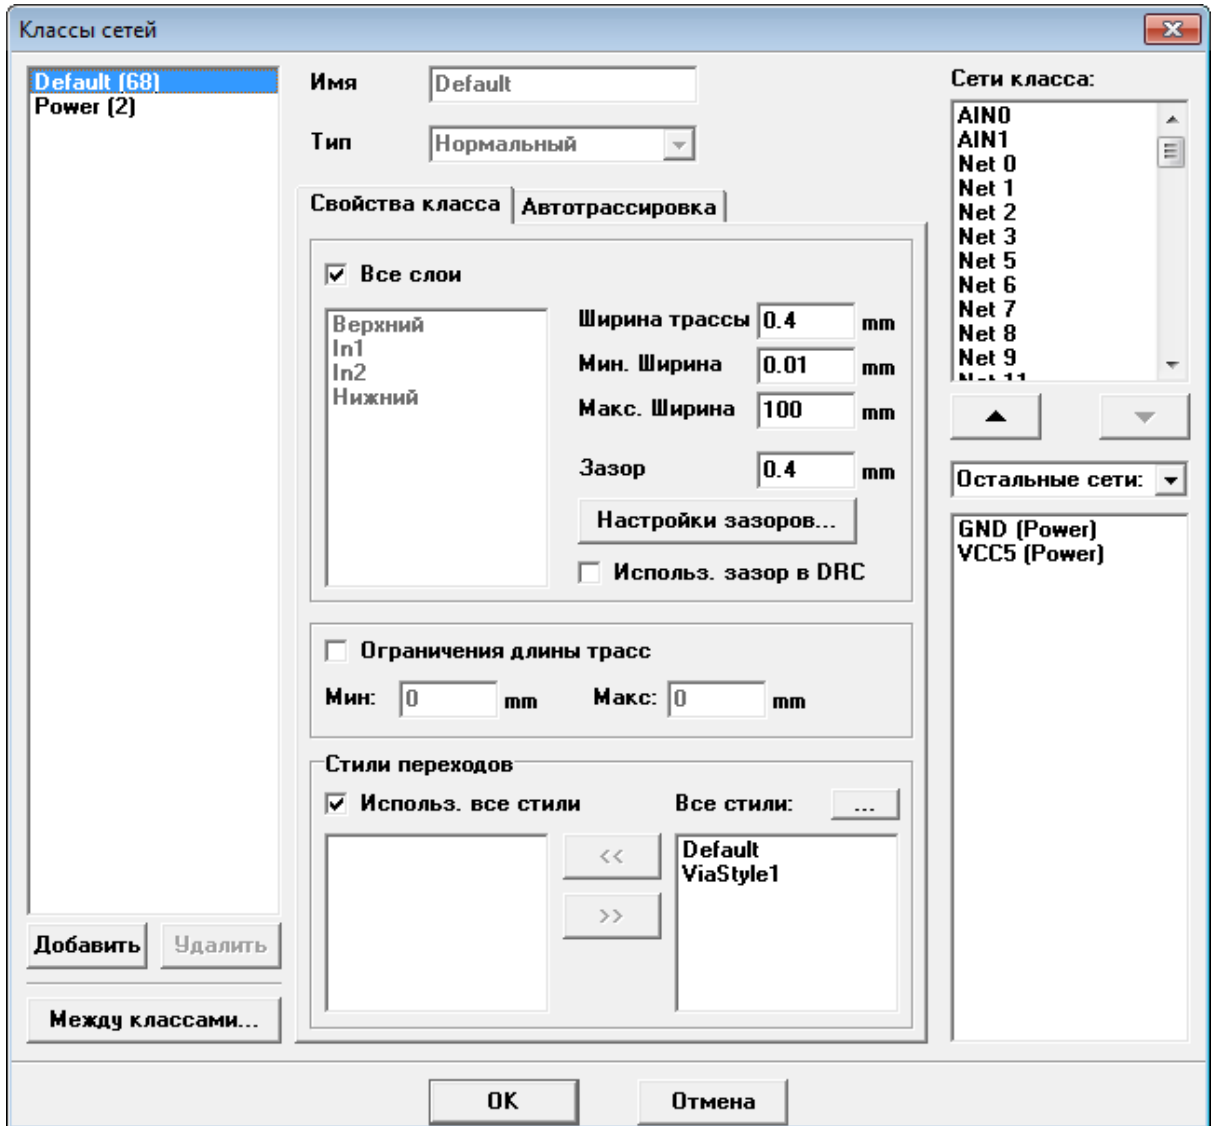 Классы сетей
Default (68)
Power (2)
Добавить
Удалить
Между классами...
Имя
Default
Тип
Нормальный
Свойства класса
Автотрассировка
Все слои
Верхний
In1
In2
Нижний
Ширина трассы 0.4 mm
Мин. Ширина 0.01 mm
Макс. Ширина 100 mm
Зазор 0.4 mm
Настройки зазоров...
Использ. зазор в DRC
Ограничения длины трасс
Мин: 0 mm Макс: 0 mm
Стили переходов
Использ. все стили
Все стили: ...
<<
>>
Default
ViaStyle1
Сети класса:
AIN0
AIN1
Net 0
Net 1
Net 2
Net 3
Net 5
Net 6
Net 7
Net 8
Net 9
Net 11
Остальные сети:
GND (Power)
VCC5 (Power)
OK
Отмена